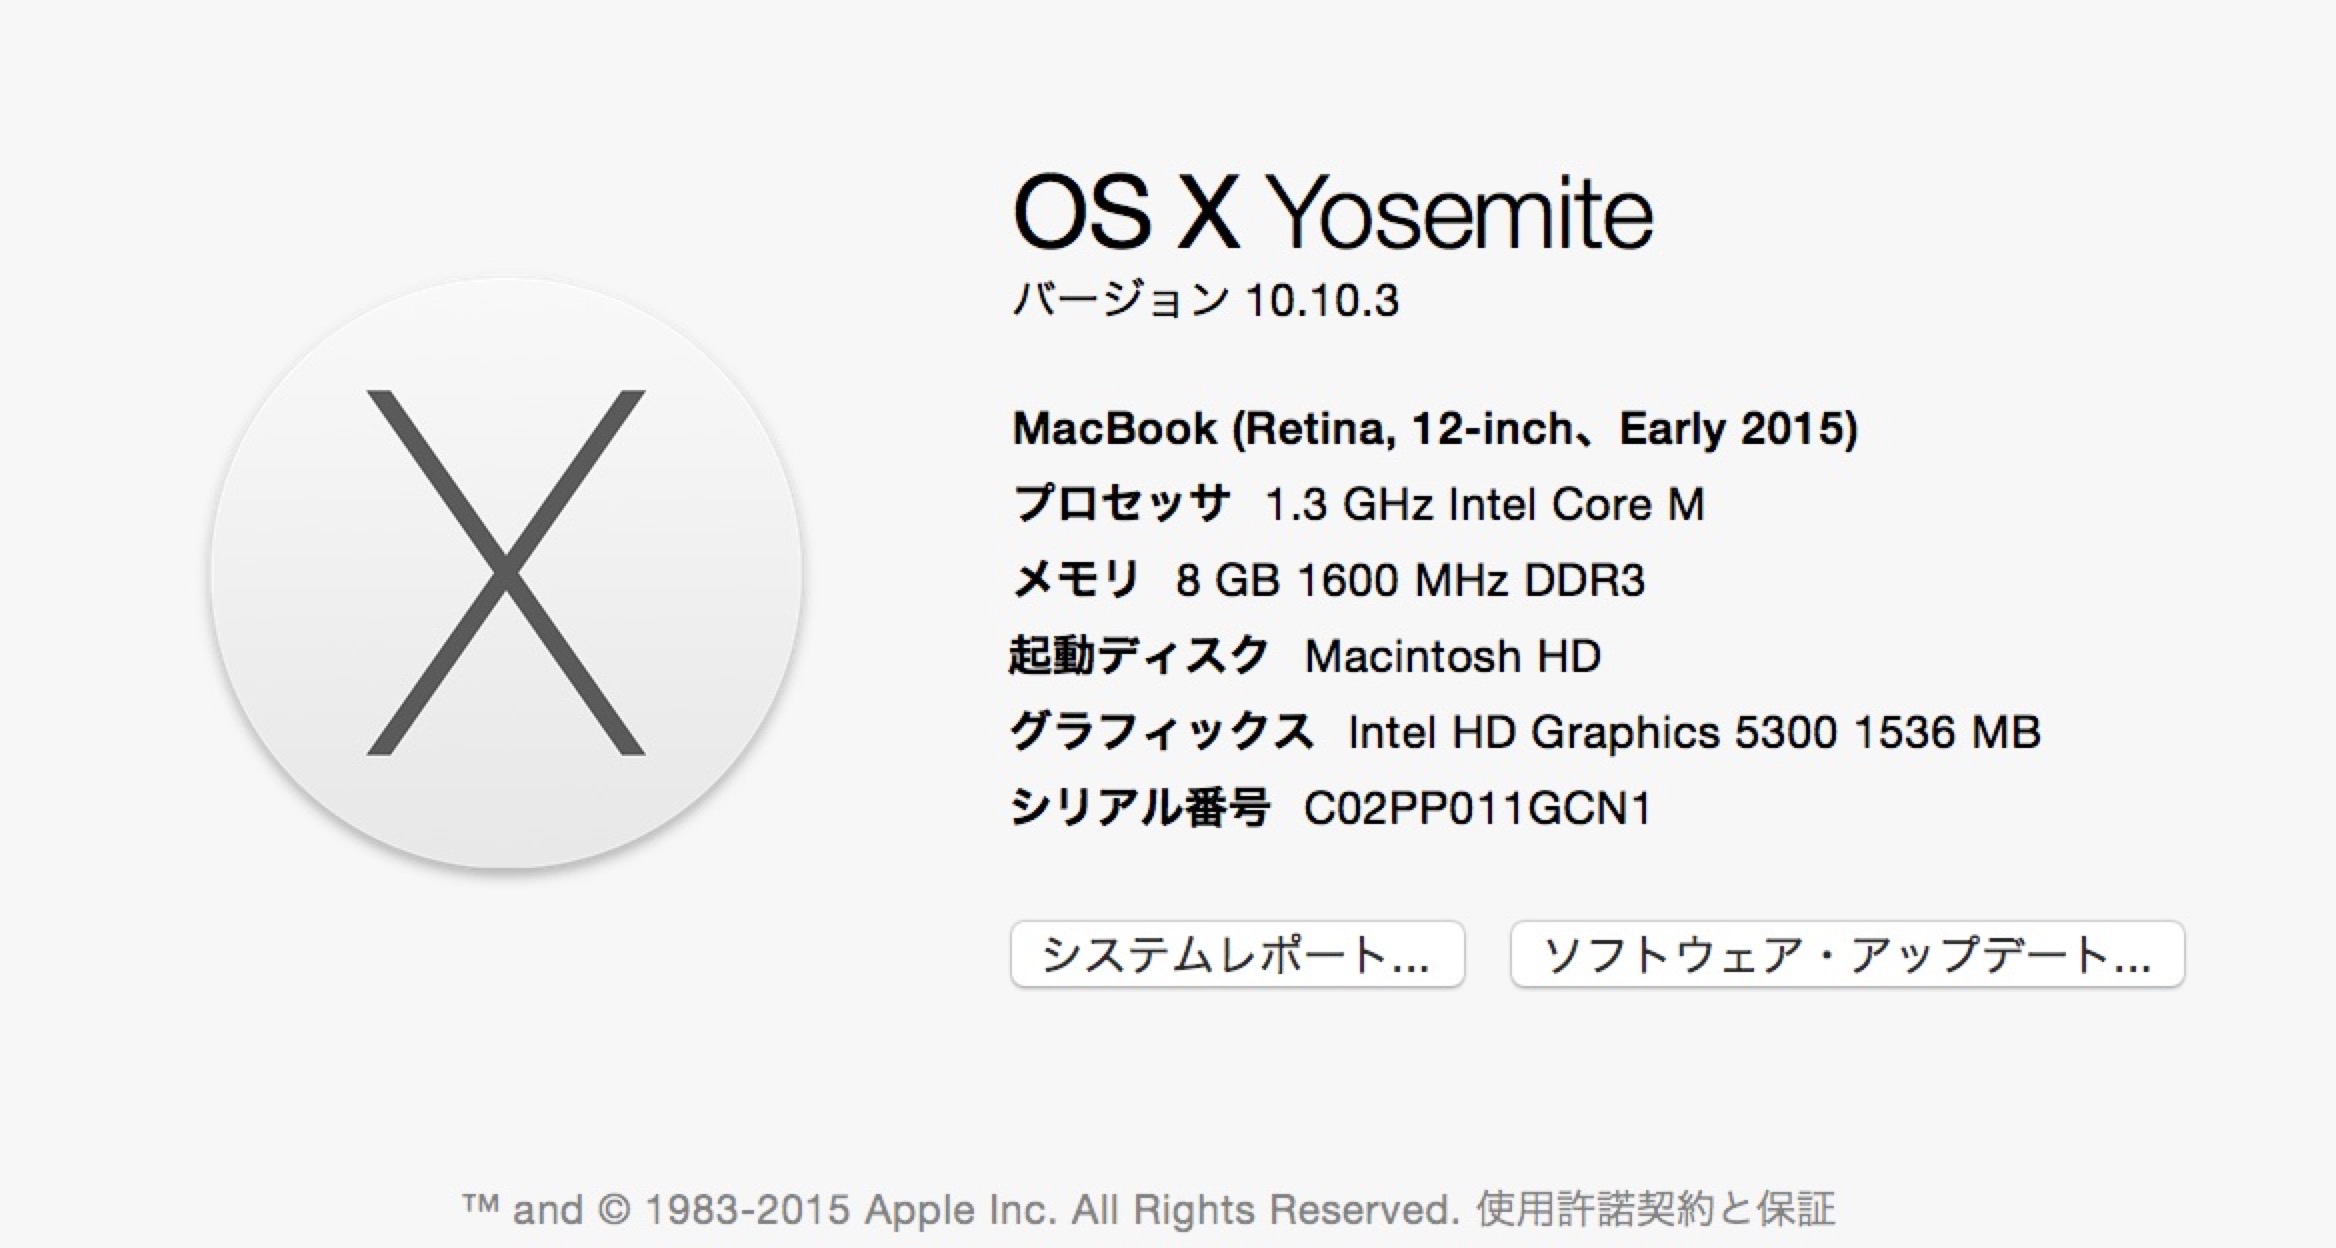 OS X Yosemite
バージョン 10.10.3
MacBook (Retina, 12-inch、Early 2015)
プロセッサ 1.3 GHz Intel Core M
メモリ 8 GB 1600 MHz DDR3
起動ディスク Macintosh HD
グラフィックス Intel HD Graphics 5300 1536 MB
シリアル番号 C02PP011GCN1
システムレポート... ソフトウェア・アップデート...
™ and © 1983-2015 Apple Inc. All Rights Reserved. 使用許諾契約と保証